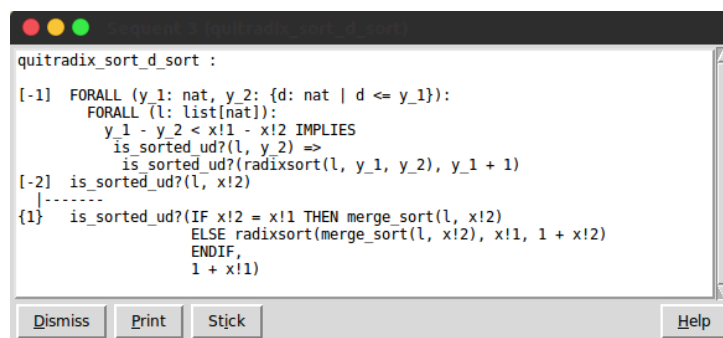 Sequent 3 (quitradix_sort_d_sort)
quitradix_sort_d_sort :
[-1] FORALL (y_1: nat, y_2: {d: nat | d <= y_1}):
FORALL (l: list[nat]):
y_1 - y_2 < x!1 - x!2 IMPLIES
is_sorted_ud?(l, y_2) =>
is_sorted_ud?(radixsort(l, y_1, y_2), y_1 + 1)
[-2] is_sorted_ud?(l, x!2)
|-------
{1} is_sorted_ud?(IF x!2 = x!1 THEN merge_sort(l, x!2)
ELSE radixsort(merge_sort(l, x!2), x!1, 1 + x!2)
ENDIF,
1 + x!1)
Dismiss Print Stick Help